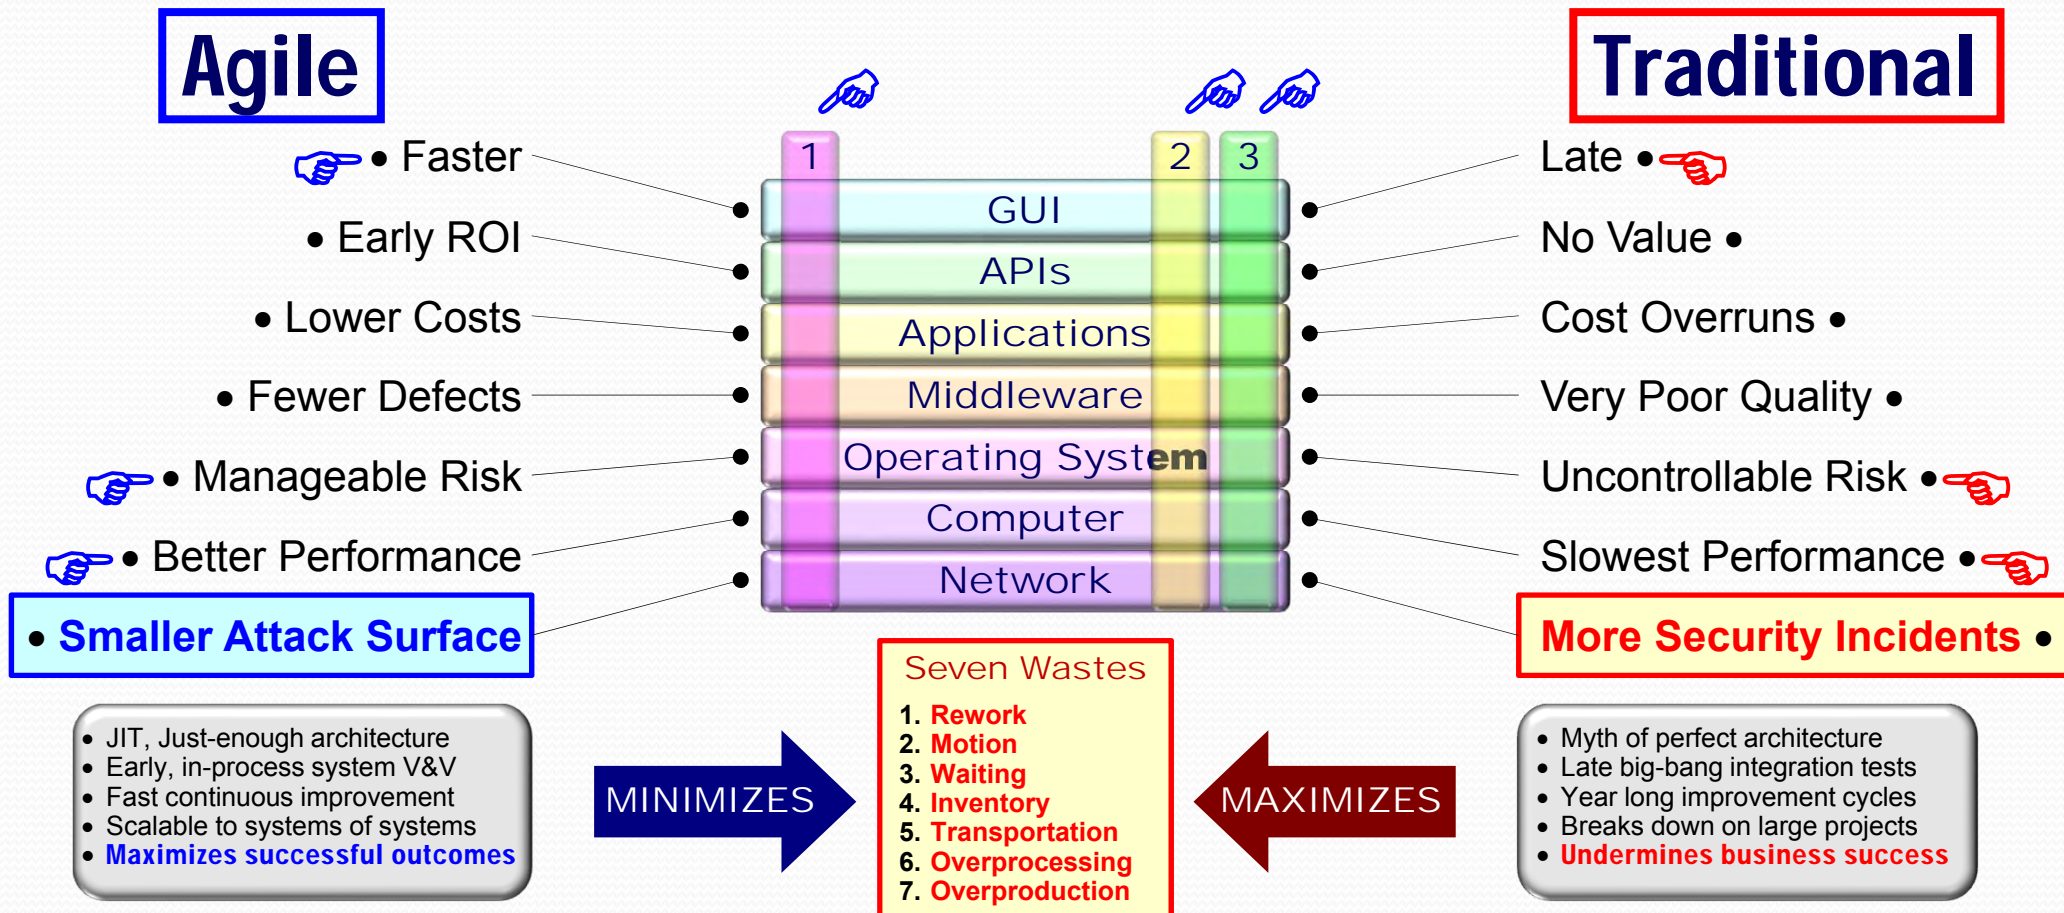 Agile
• Faster
• Early ROI
• Lower Costs
• Fewer Defects
• Manageable Risk
• Better Performance
• Smaller Attack Surface
1
2
3
GUI
APIs
Applications
Middleware
Operating System
Computer
Network
Traditional
Late •
No Value •
Cost Overruns •
Very Poor Quality •
Uncontrollable Risk •
Slowest Performance •
More Security Incidents •
• JIT, Just-enough architecture
• Early, in-process system V&V
• Fast continuous improvement
• Scalable to systems of systems
• Maximizes successful outcomes
MINIMIZES
Seven Wastes
1. Rework
2. Motion
3. Waiting
4. Inventory
5. Transportation
6. Overprocessing
7. Overproduction
MAXIMIZES
• Myth of perfect architecture
• Late big-bang integration tests
• Year long improvement cycles
• Breaks down on large projects
• Undermines business success